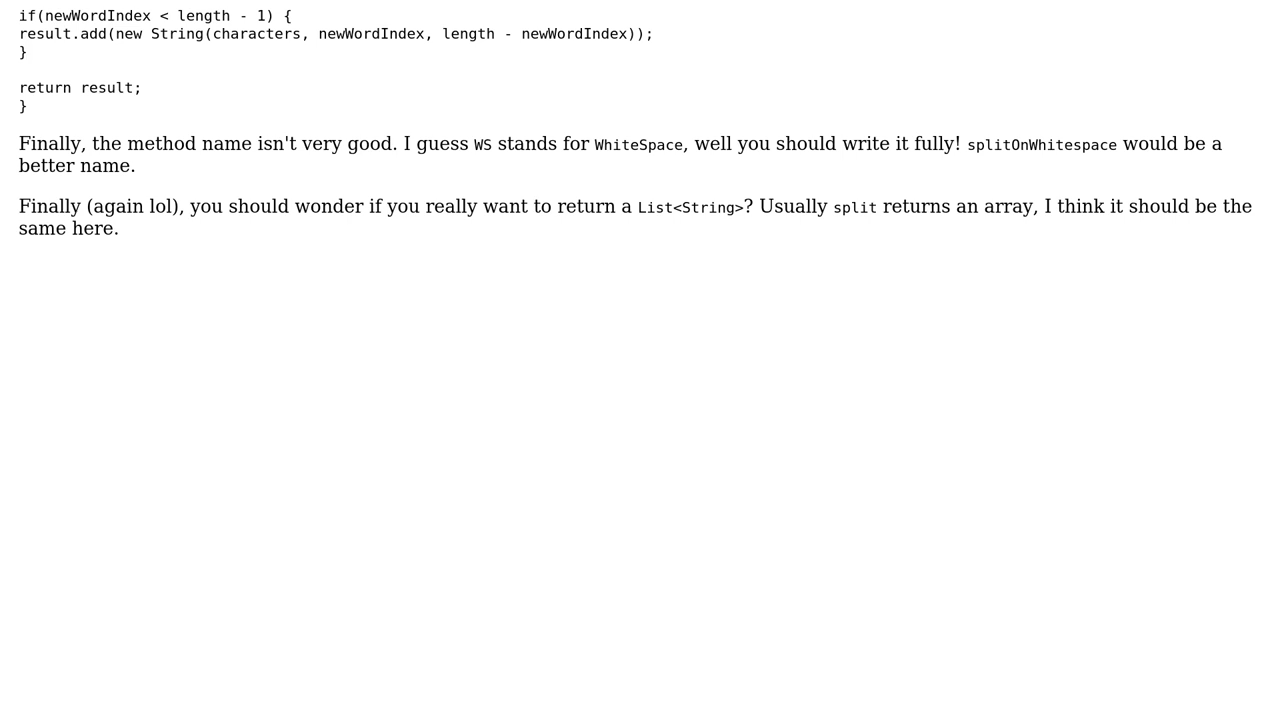 if(newWordIndex < length - 1) {
result.add(new String(characters, newWordIndex, length - newWordIndex));
}
return result;
}
Finally, the method name isn't very good. I guess WS stands for WhiteSpace, well you should write it fully! splitOnWhitespace would be a
better name.
Finally (again lol), you should wonder if you really want to return a List<String>? Usually split returns an array, I think it should be the
same here.